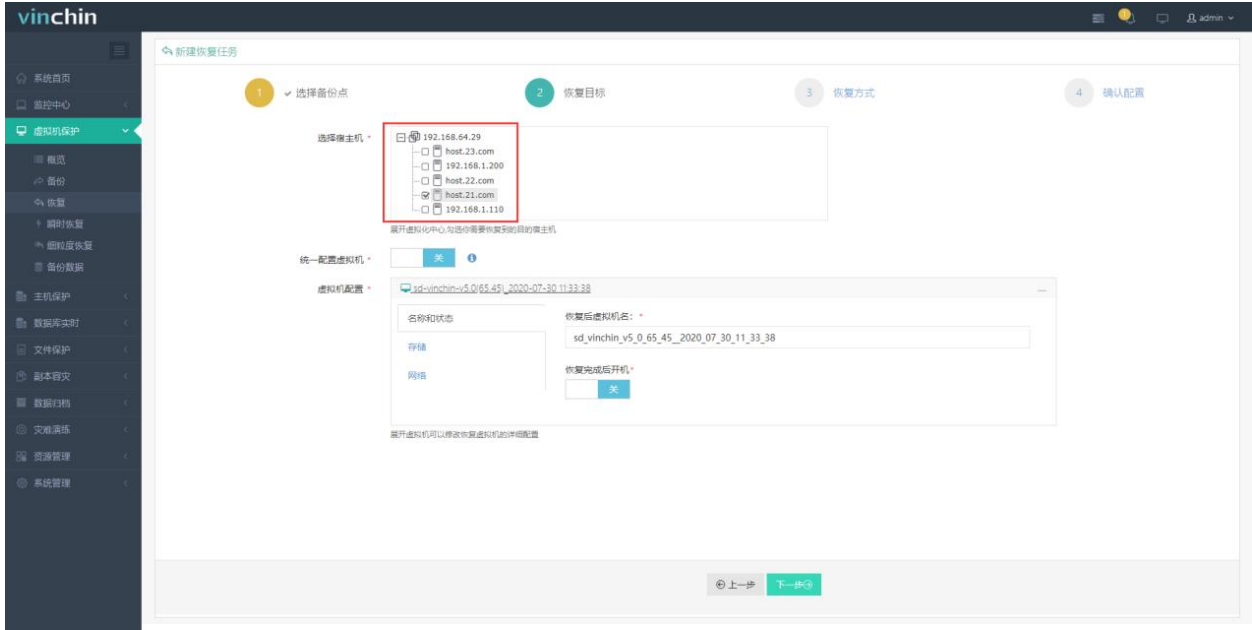 vinchin
1
admin
新建恢复任务
系统首页
监控中心
虚拟机保护
概览
备份
恢复
瞬时恢复
细粒度恢复
备份数据
主机保护
数据库实时
文件保护
副本容灾
数据归档
灾难演练
资源管理
系统管理
1 选择备份点
2 恢复目标
3 恢复方式
4 确认配置
选择宿主机 *
192.168.64.29
host.23.com
192.168.1.200
host.22.com
host.21.com
192.168.1.110
展开虚拟化中心,勾选你需要恢复到的目的宿主机
统一配置虚拟机 *
关
虚拟机配置 *
sd-vinchin-v5.0(65.45)_2020-07-30 11:33:38
名称和状态
存储
网络
恢复后虚拟机名: *
sd_vinchin_v5_0_65_45__2020_07_30_11_33_38
恢复完成后开机*
关
展开虚拟机可以修改恢复虚拟机的详细配置
上一步
下一步